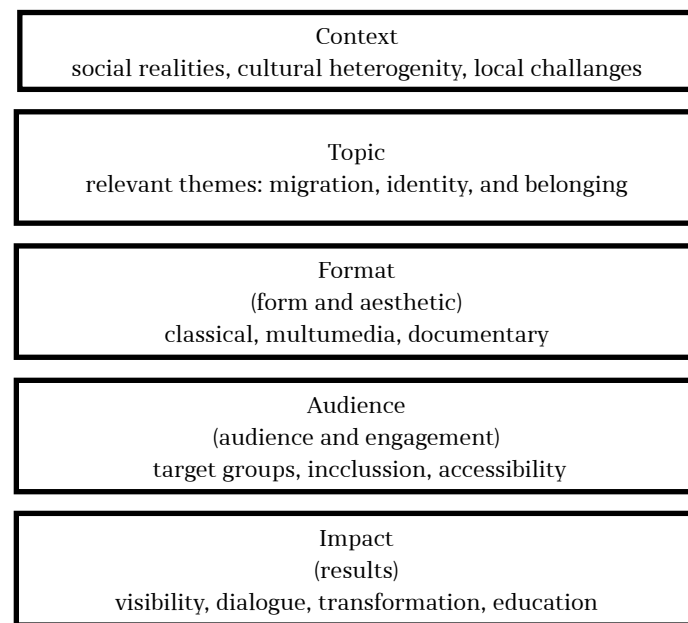 Context
social realities, cultural heterogenity, local challanges
Topic
relevant themes: migration, identity, and belonging
Format
(form and aesthetic)
classical, multumedia, documentary
Audience
(audience and engagement)
target groups, incclussion, accessibility
Impact
(results)
visibility, dialogue, transformation, education